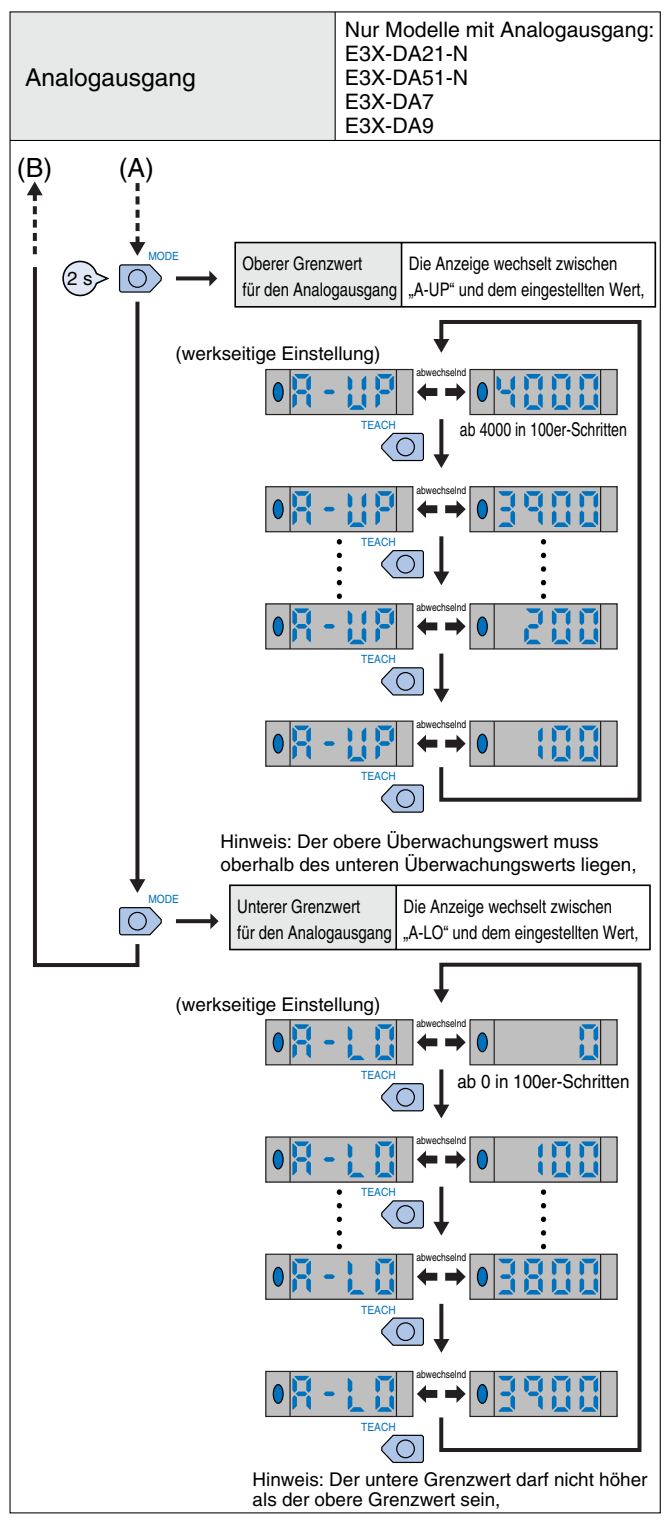 Analogausgang
Nur Modelle mit Analogausgang:
E3X-DA21-N
E3X-DA51-N
E3X-DA7
E3X-DA9
(B)
(A)
MODE
2 s
Oberer Grenzwert
für den Analogausgang
Die Anzeige wechselt zwischen
„A-UP“ und dem eingestellten Wert,
(werkseitige Einstellung)
A-UP
abwechselnd
4000
TEACH
ab 4000 in 100er-Schritten
A-UP
abwechselnd
3900
TEACH
A-UP
abwechselnd
200
TEACH
A-UP
abwechselnd
100
TEACH
Hinweis: Der obere Überwachungswert muss
oberhalb des unteren Überwachungswerts liegen,
MODE
Unterer Grenzwert
für den Analogausgang
Die Anzeige wechselt zwischen
„A-LO“ und dem eingestellten Wert,
(werkseitige Einstellung)
A-LO
abwechselnd
0
TEACH
ab 0 in 100er-Schritten
A-LO
abwechselnd
100
TEACH
A-LO
abwechselnd
3800
TEACH
A-LO
abwechselnd
3900
TEACH
Hinweis: Der untere Grenzwert darf nicht höher
als der obere Grenzwert sein,